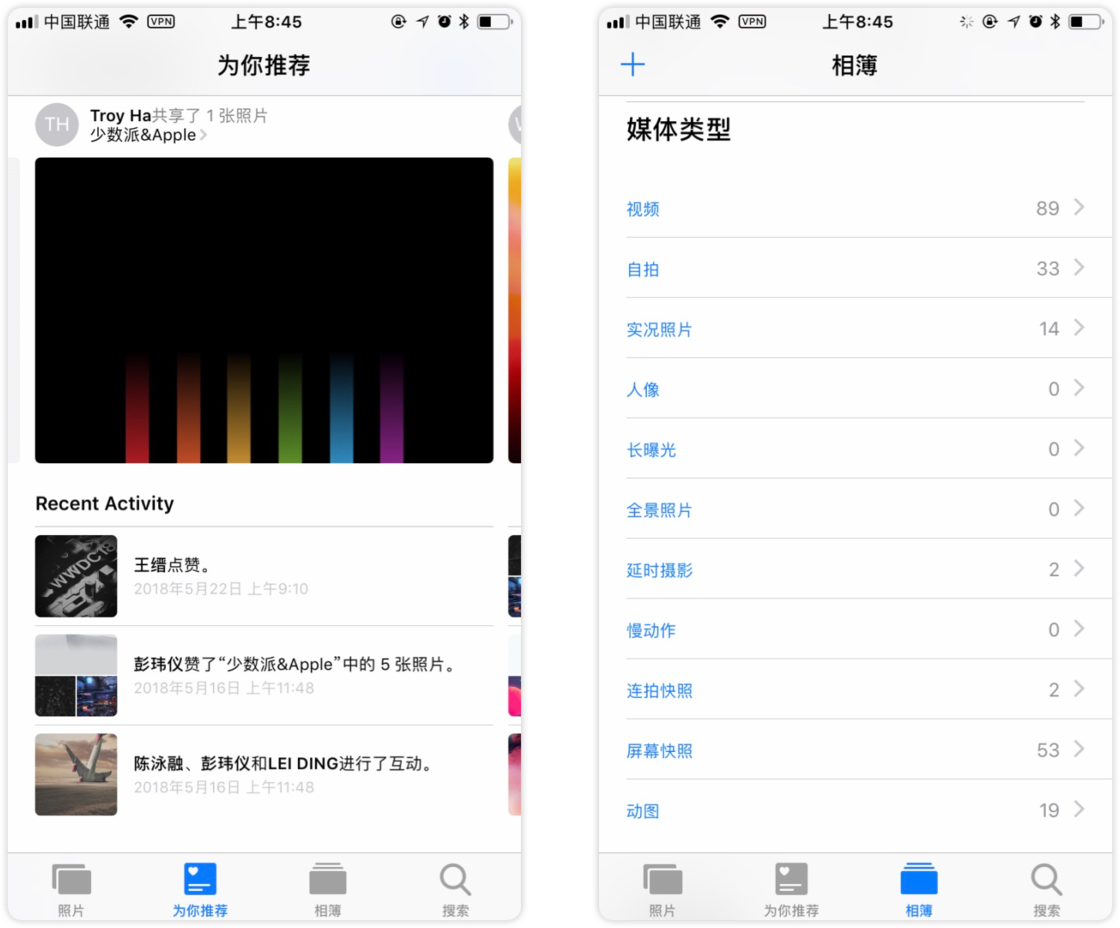 中国联通 VPN 上午8:45
为你推荐
TH
Troy Ha共享了 1 张照片
少数派&Apple
Recent Activity
WWDC18
王缙点赞。
2018年5月22日 上午9:10
彭玮仪赞了“少数派&Apple”中的 5 张照片。
2018年5月16日 上午11:48
陈泳融、彭玮仪和LEI DING进行了互动。
2018年5月16日 上午11:48
照片 为你推荐 相簿 搜索
中国联通 VPN 上午8:45
相簿
媒体类型
视频 89
自拍 33
实况照片 14
人像 0
长曝光 0
全景照片 0
延时摄影 2
慢动作 0
连拍快照 2
屏幕快照 53
动图 19
照片 为你推荐 相簿 搜索